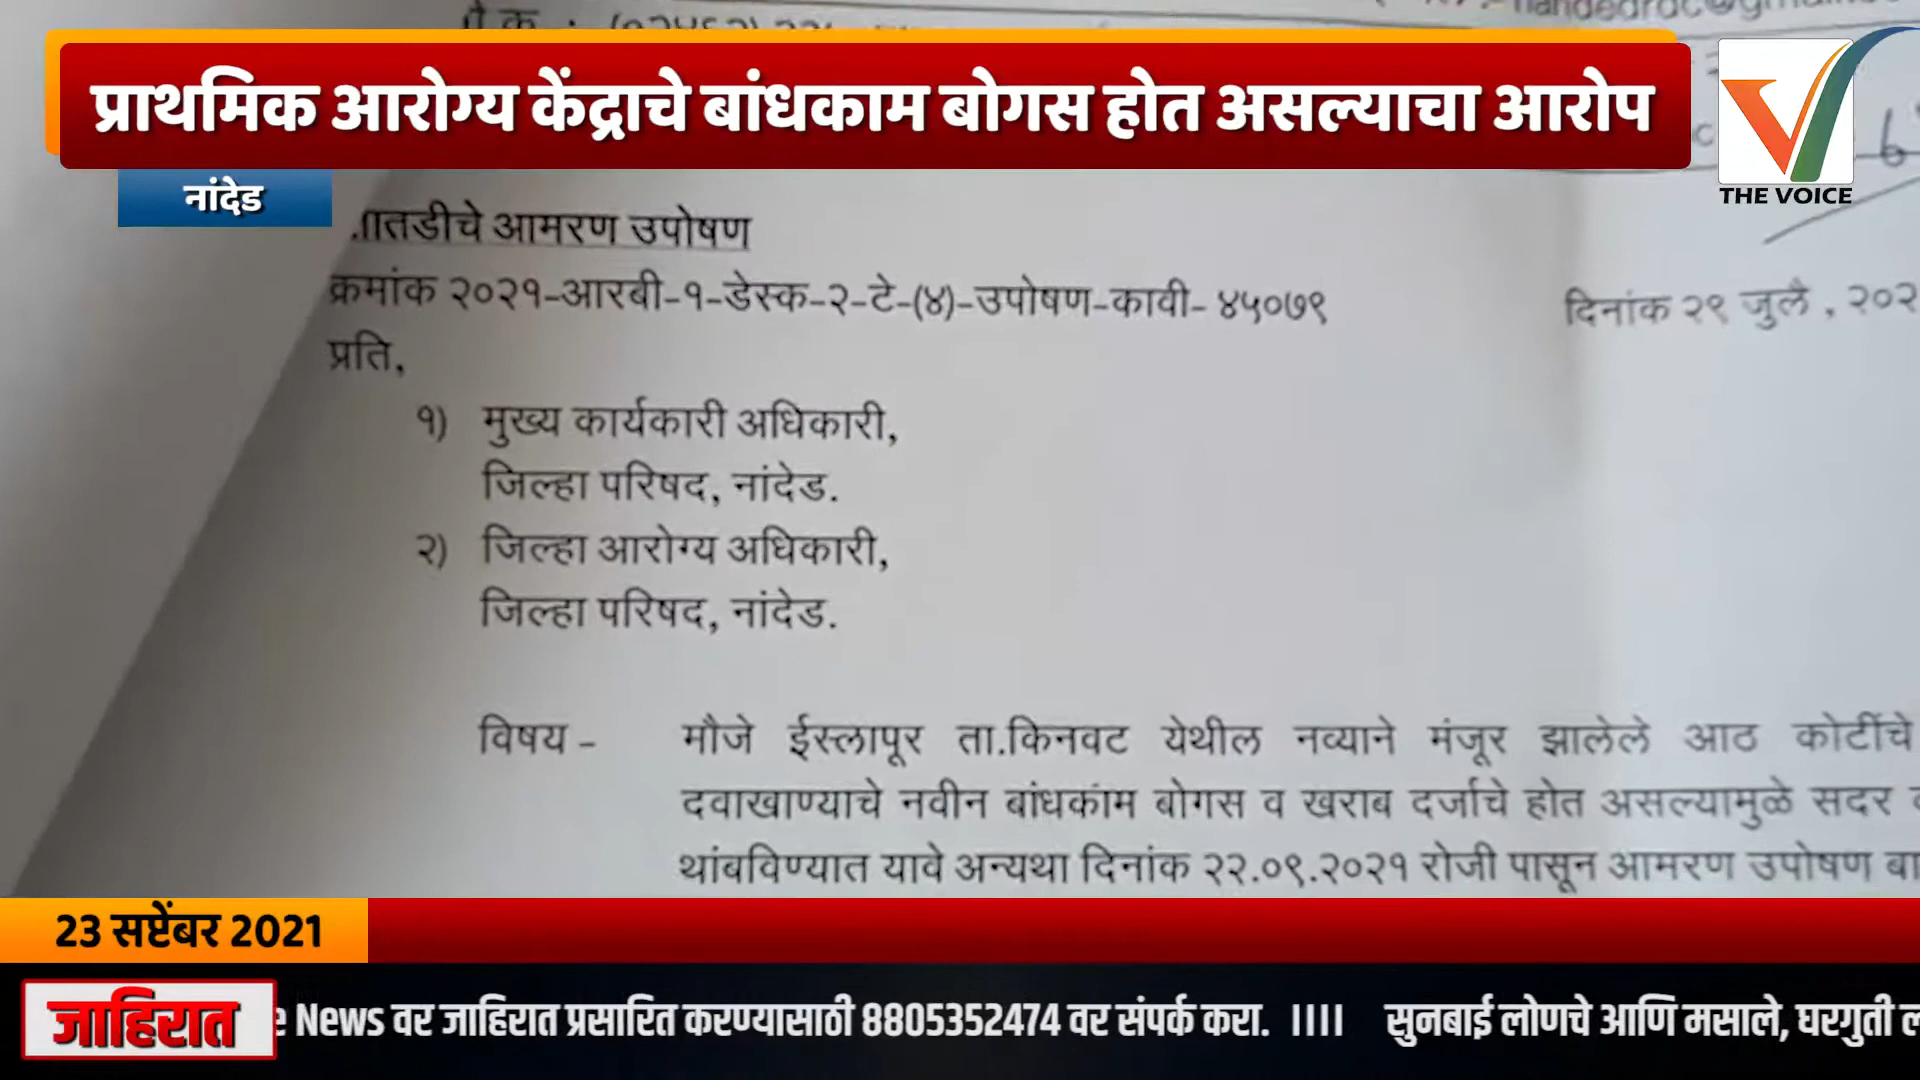 प्राथमिक आरोग्य केंद्राचे बांधकाम बोगस होत असल्याचा आरोप
THE VOICE
नांदेड
आमरण उपोषण
क्रमांक २०२१-आरबी-१-डेस्क-२-टे-(४)-उपोषण-कावी- ४५०७९
दिनांक २९ जुलै ,
प्रति,
१) मुख्य कार्यकारी अधिकारी,
जिल्हा परिषद, नांदेड.
२) जिल्हा आरोग्य अधिकारी,
जिल्हा परिषद, नांदेड.
विषय - मौजे ईस्लापूर ता.किनवट येथील नव्याने मंजूर झालेले आठ कोटींचे
दवाखाण्याचे नवीन बांधकांम बोगस व खराब दर्जाचे होत असल्यामुळे सदर
थांबविण्यात यावे अन्यथा दिनांक २२.०९.२०२१ रोजी पासून आमरण उपोषण
23 सप्टेंबर 2021
जाहिरात
News वर जाहिरात प्रसारित करण्यासाठी 8805352474 वर संपर्क करा. IIII सुनबाई लोणचे आणि मसाले, घरगुती